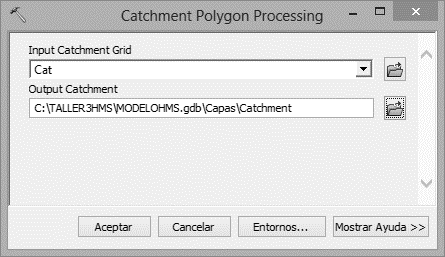 Catchment Polygon Processing
Input Catchment Grid
Cat
Output Catchment
C:\TALLER3HMS\MODELOHMS.gdb\Capas\Catchment
Aceptar Cancelar Entornos... Mostrar Ayuda >>